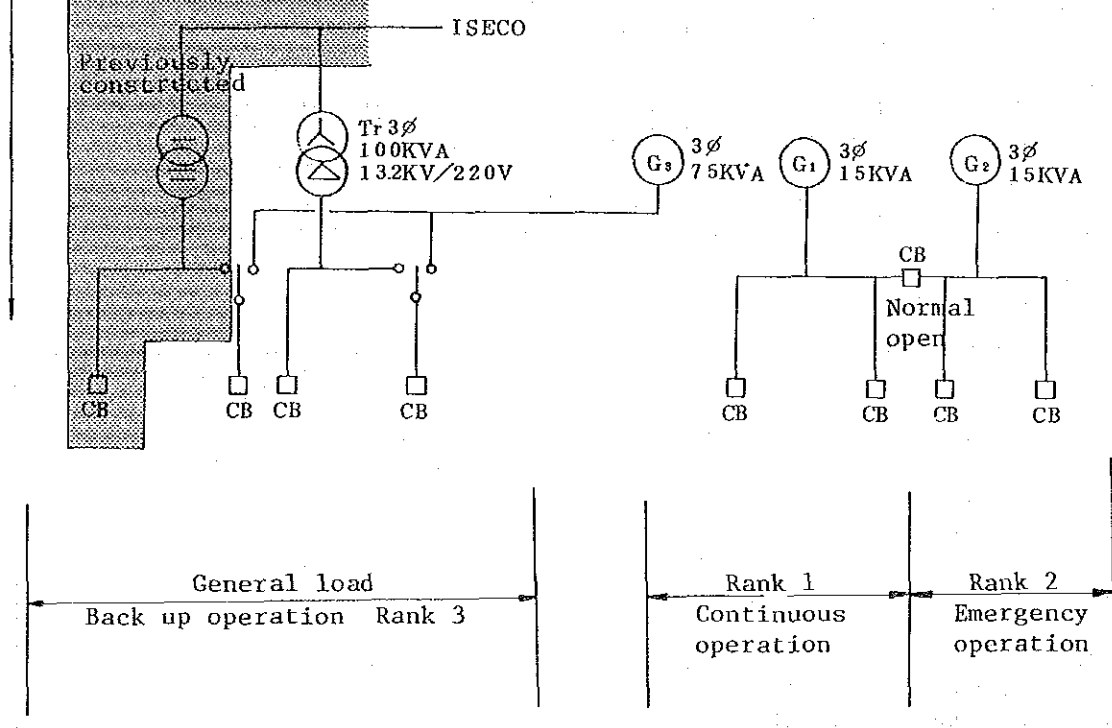 ISECO
Previously
constructed
Tr 3Ø
100KVA
13.2KV/220V
G3
3Ø
75KVA
G1
3Ø
15KVA
G2
3Ø
15KVA
CB
Normal
open
CB
CB
CB
CB
CB
CB
CB
CB
General load
Back up operation Rank 3
Rank 1
Continuous
operation
Rank 2
Emergency
operation